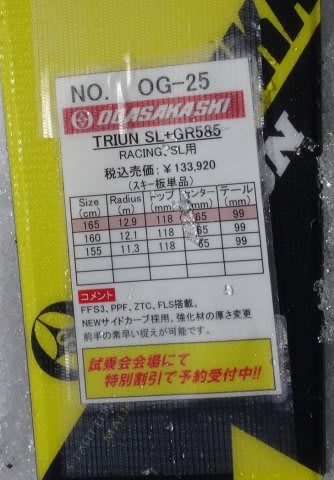 NO. OG-25
OGASAKA SKI
TRIUN SL+GR585
RACING、SL用
税込売価：￥133,920
(スキー板単品)
Size (cm) Radius (m) トップ (mm) センター (mm) テール (mm)
165 12.9 118 65 99
160 12.1 118 65 99
155 11.3 118 65 99
コメント
FFS3、PPF、ZTC、FLS搭載。
NEWサイドカーブ採用。強化材の厚さ変更
前半の素早い捉えが可能です。
試乗会会場にて
特別割引で予約受付中!!